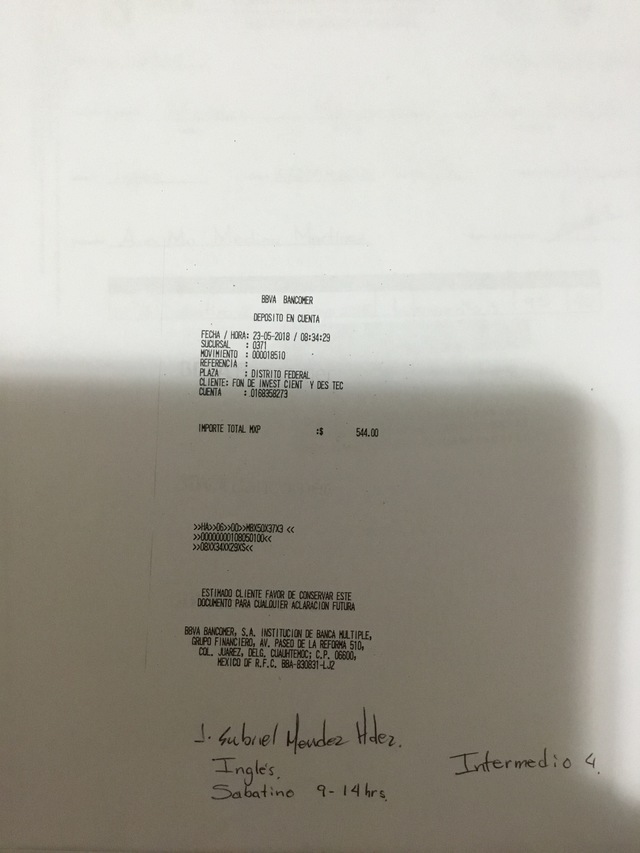 BBVA BANCOMER
DEPOSITO EN CUENTA
FECHA / HORA: 23-05-2018 / 08:34:29
SUCURSAL : 0371
MOVIMIENTO : 000018510
REFERENCIA :
PLAZA : DISTRITO FEDERAL
CLIENTE: FON DE INVEST CIENT Y DES TEC
CUENTA : 0168358273
IMPORTE TOTAL MXP :$ 544.00
>>HA>>06>>00>>MBX50X37X3 <<
>>00000000108050100<<
>>08XX34XX29XS<<
ESTIMADO CLIENTE FAVOR DE CONSERVAR ESTE
DOCUMENTO PARA CUALQUIER ACLARACION FUTURA
BBVA BANCOMER, S.A. INSTITUCION DE BANCA MULTIPLE,
GRUPO FINANCIERO, AV. PASEO DE LA REFORMA 510,
COL. JUAREZ, DELG. CUAUHTEMOC; C.P. 06600,
MEXICO DF R.F.C. BBA-830831-LJ2
J. Gabriel Mendez Hdez.
Inglés. Intermedio 4.
Sabatino 9-14 hrs.